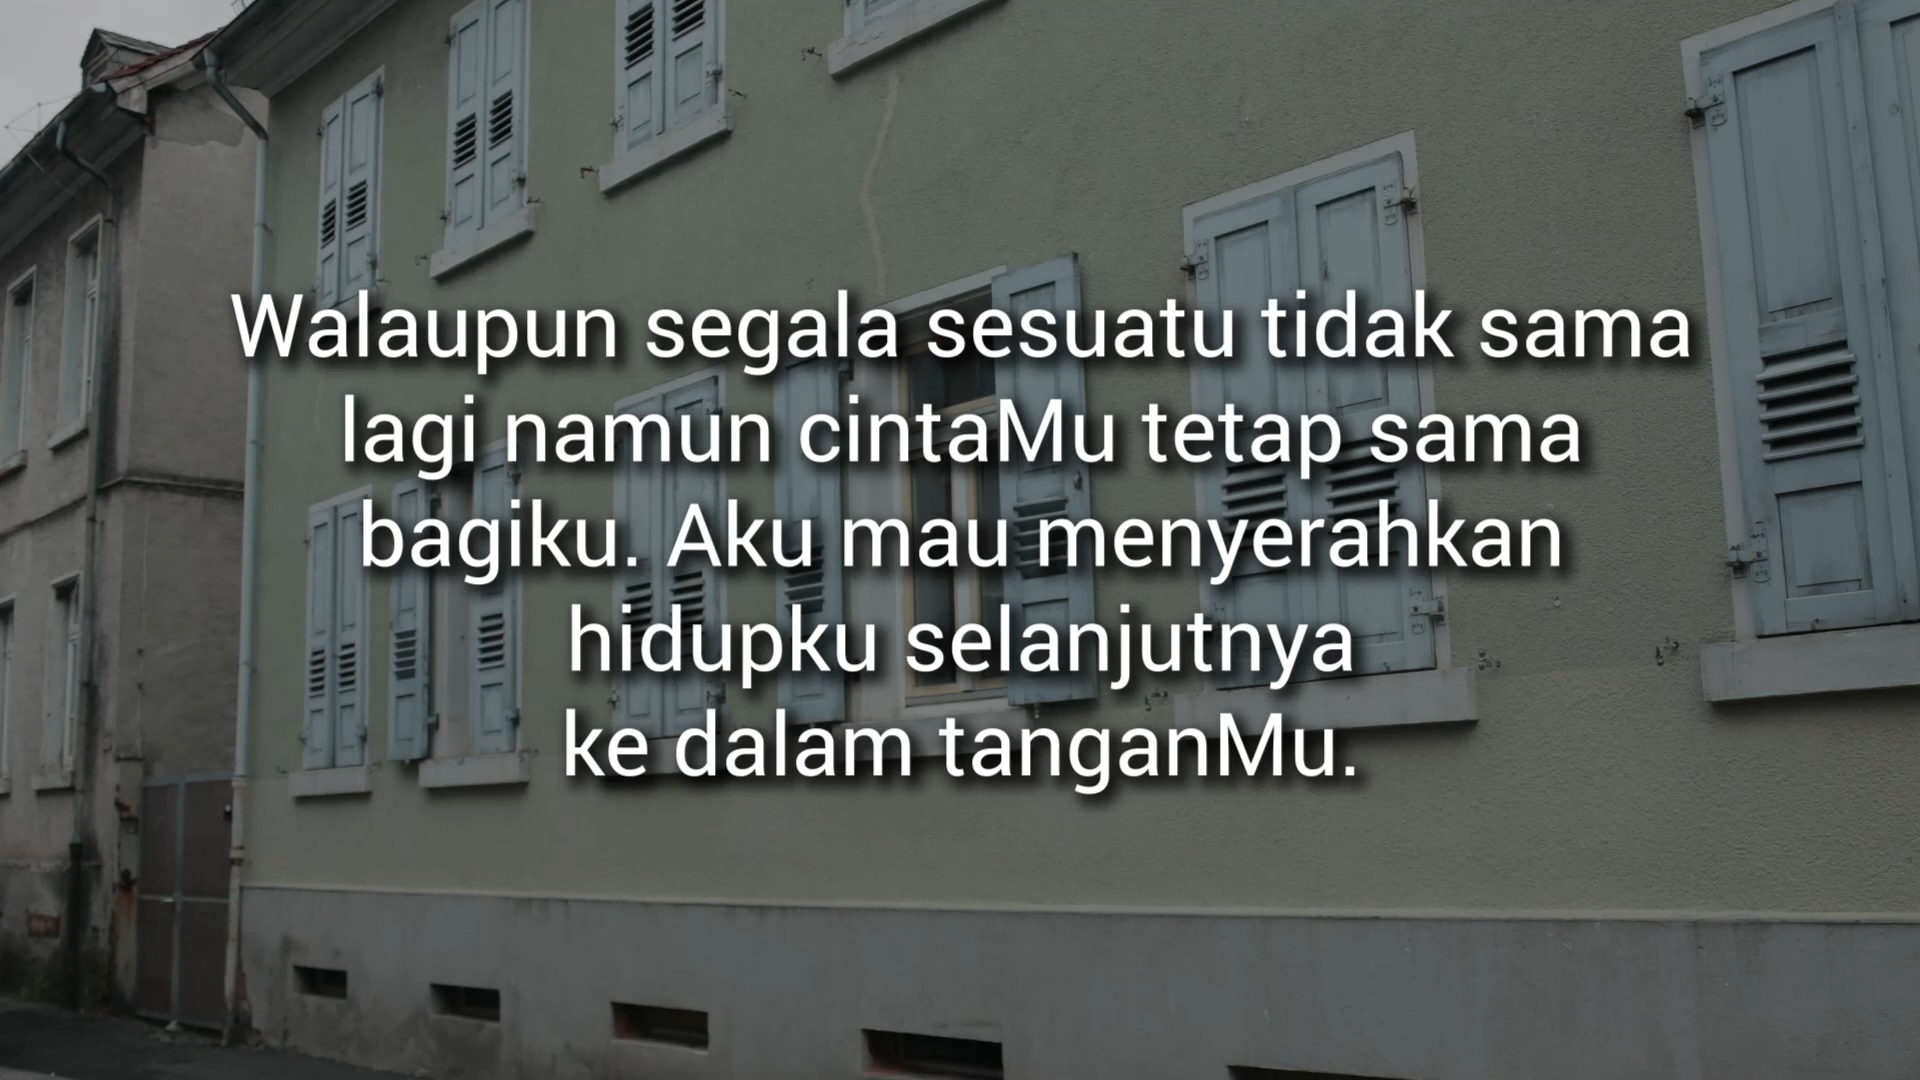 Walaupun segala sesuatu tidak sama
lagi namun cintaMu tetap sama
bagiku. Aku mau menyerahkan
hidupku selanjutnya
ke dalam tanganMu.